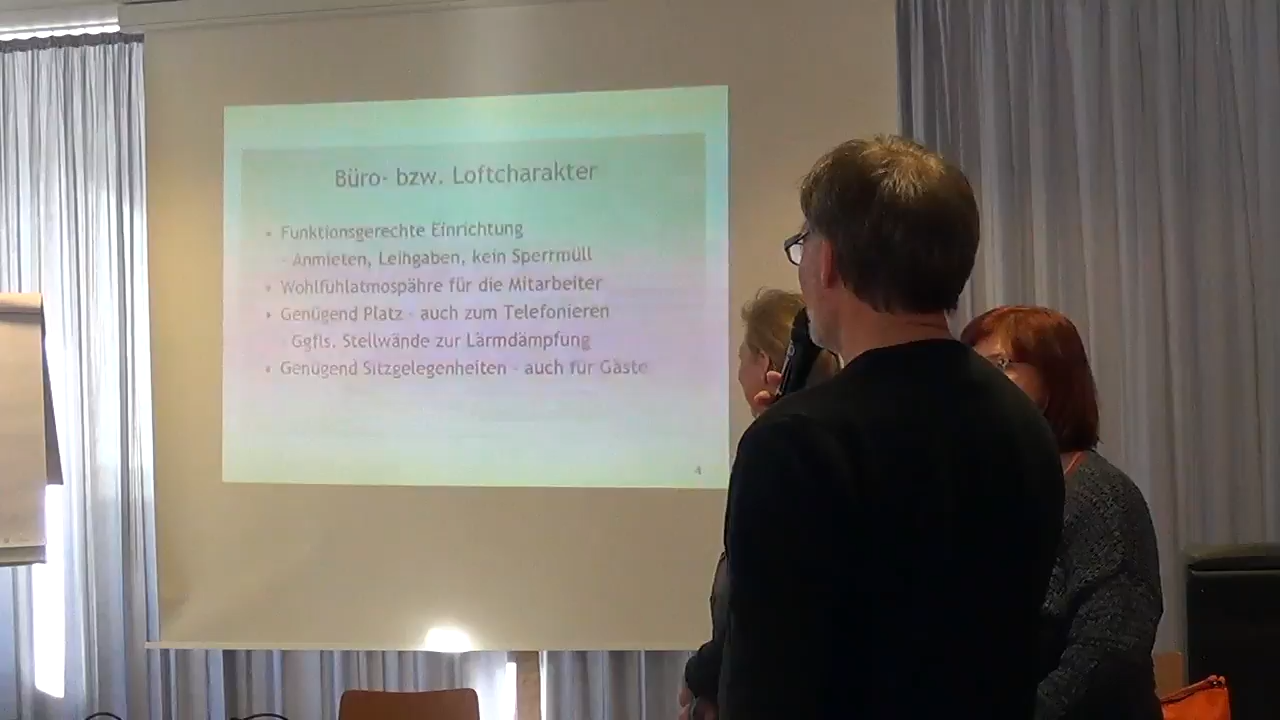 Büro- bzw. Loftcharakter
• Funktionsgerechte Einrichtung
- Anmieten, Leihgaben, kein Sperrmüll
• Wohlfühlatmospähre für die Mitarbeiter
• Genügend Platz - auch zum Telefonieren
- Ggfls. Stellwände zur Lärmdämpfung
• Genügend Sitzgelegenheiten - auch für Gäste
4